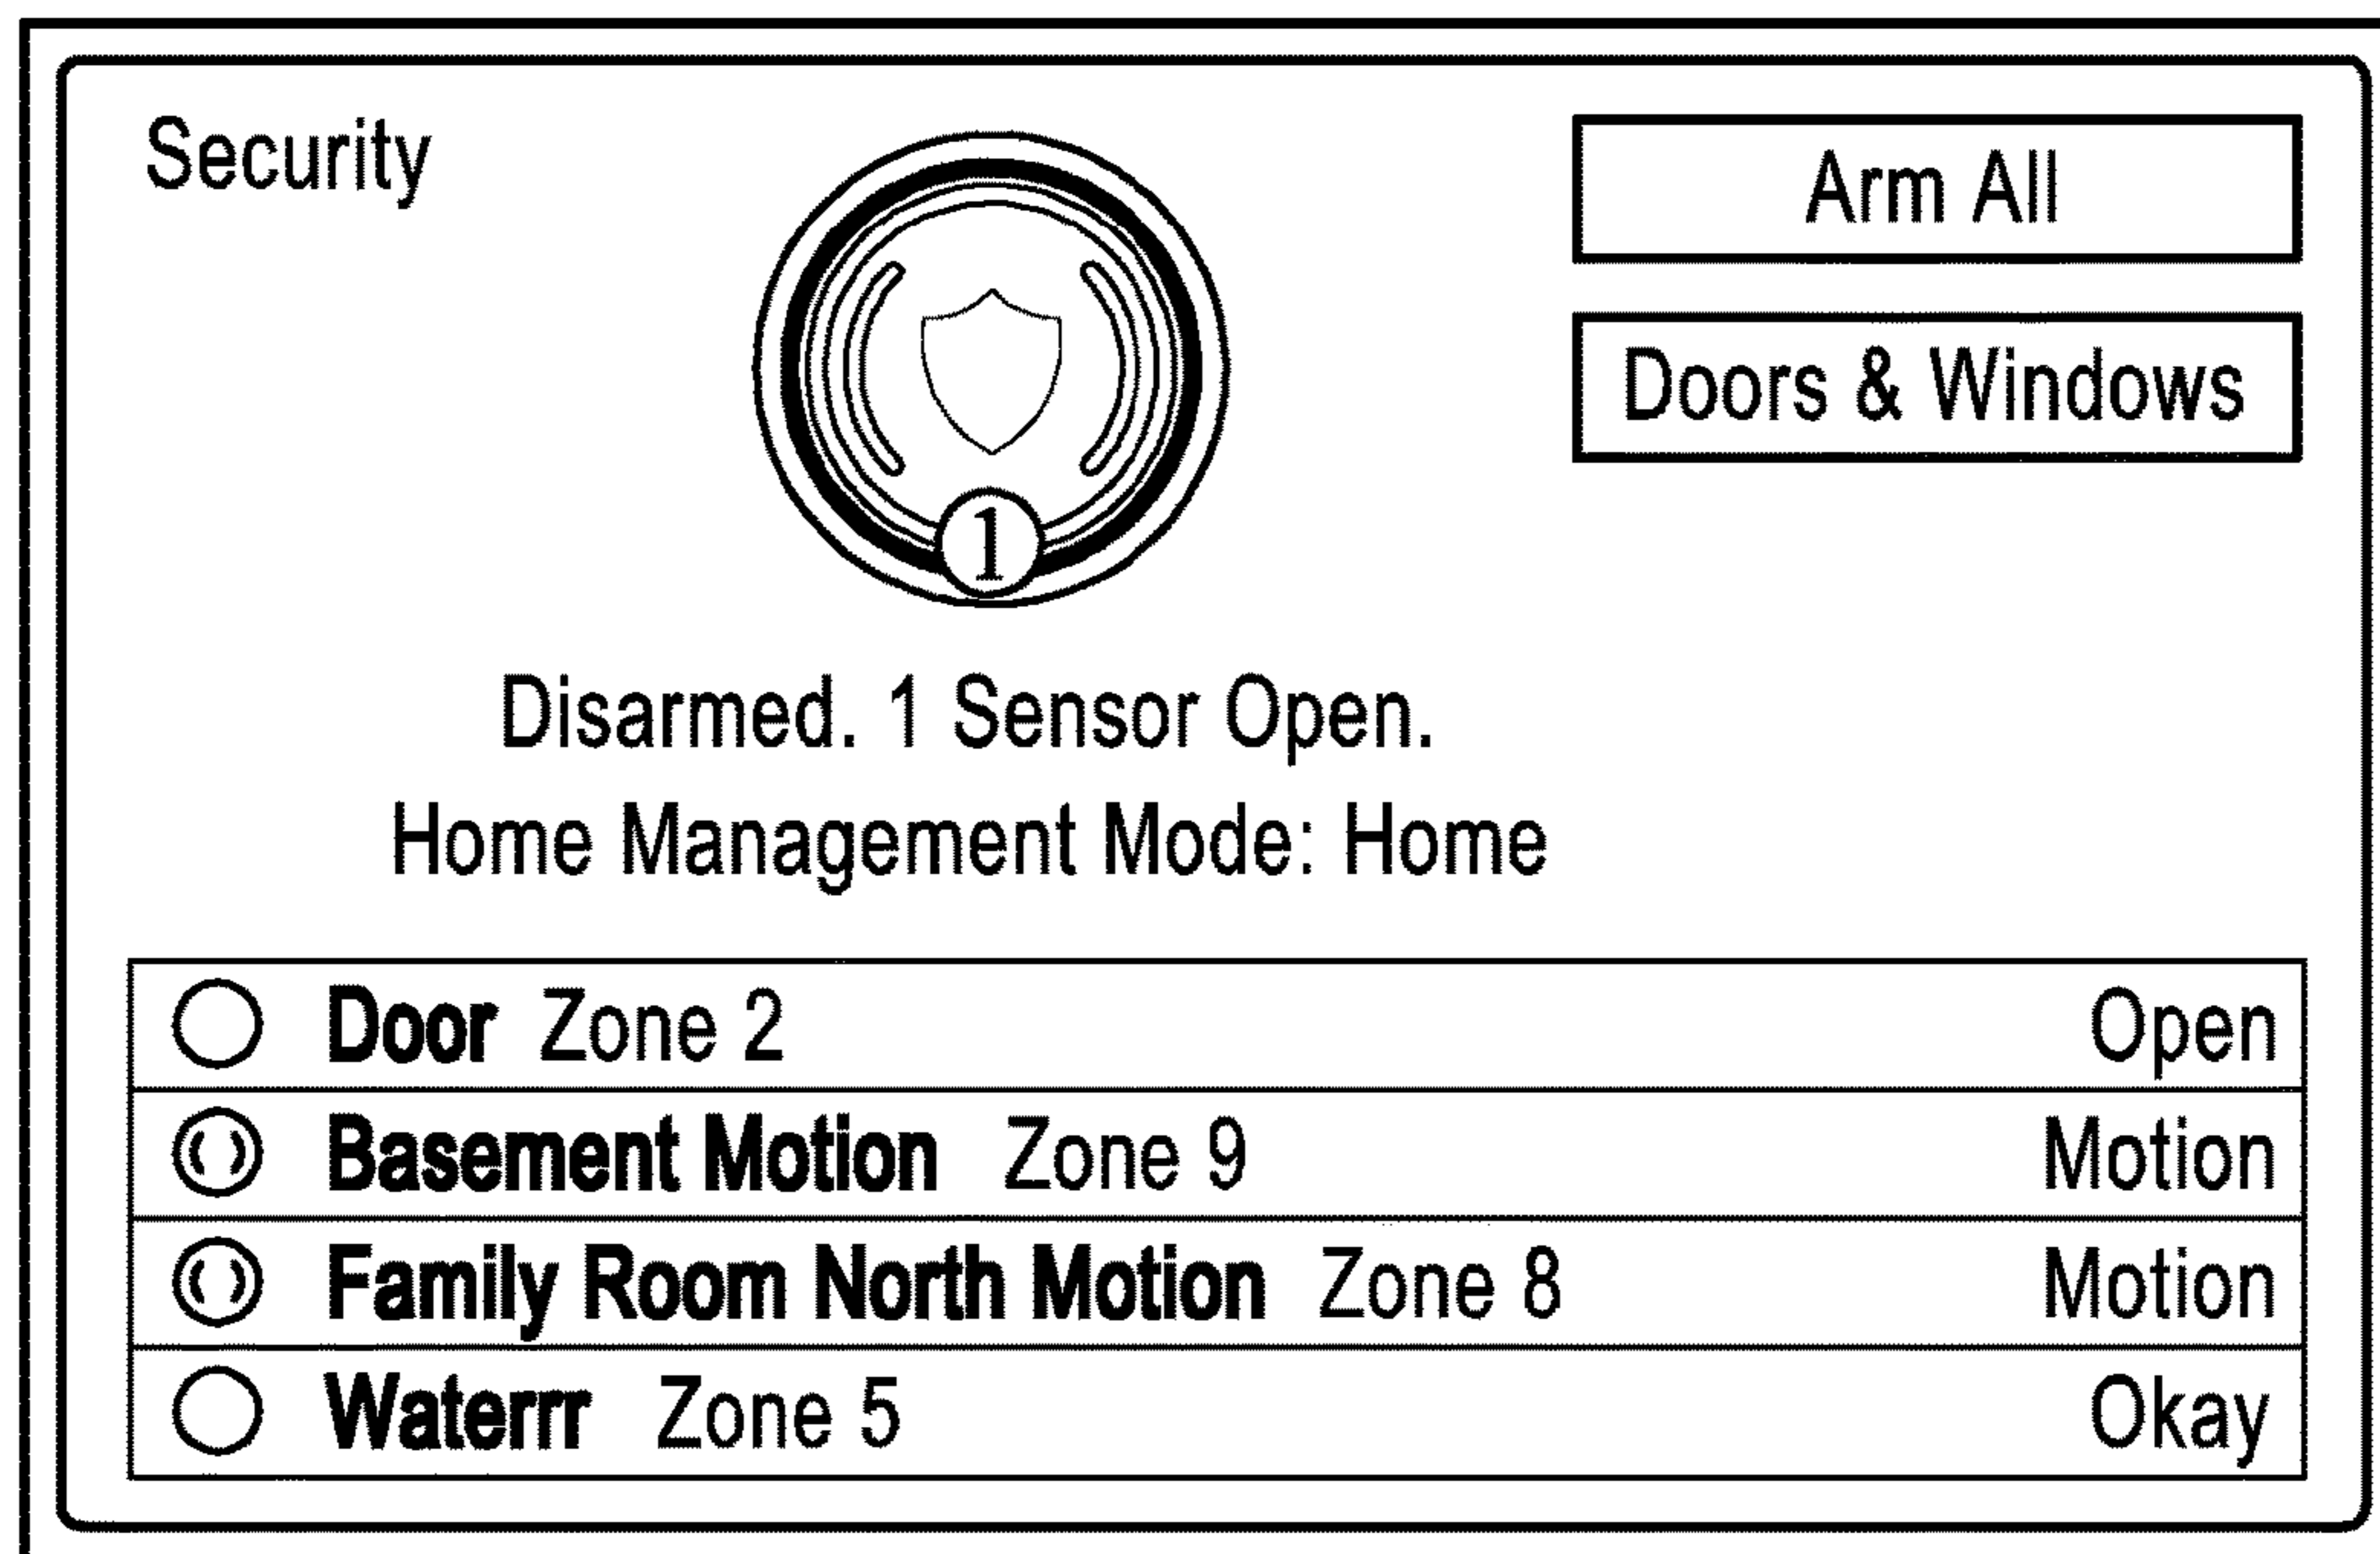 Security
Arm All
Doors & Windows
1
Disarmed. 1 Sensor Open.
Home Management Mode: Home
Door Zone 2 Open
Basement Motion Zone 9 Motion
Family Room North Motion Zone 8 Motion
Waterrr Zone 5 Okay